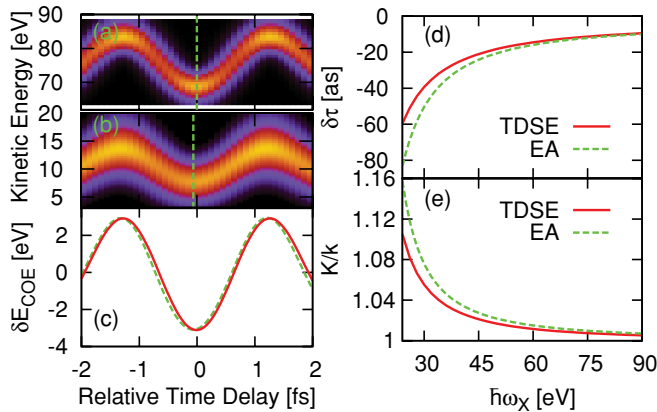 90
80
70
(a)
20
15
10
5
(b)
Kinetic Energy [eV]
2
0
-2
-4
δE_COE [eV]
(c)
-2 -1 0 1 2
Relative Time Delay [fs]
0
-20
-40
-60
-80
δτ [as]
(d)
TDSE
EA
1.16
1.12
1.08
1.04
1
K/k
(e)
TDSE
EA
30 45 60 75 90
ħω_X [eV]